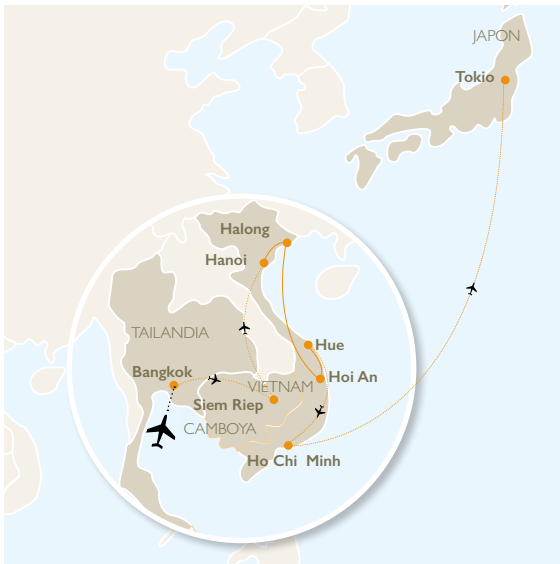 JAPON
Tokio
Halong
Hanoi
TAILANDIA
Hue
Bangkok
Hoi An
VIETNAM
Siem Riep
CAMBOYA
Ho Chi Minh